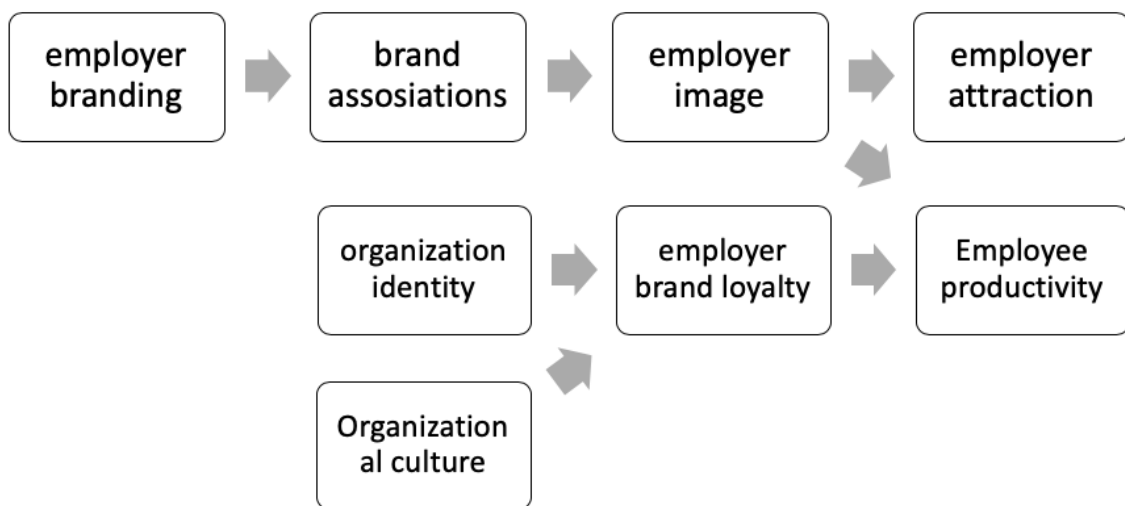 employer
branding
brand
assosiations
employer
image
employer
attraction
organization
identity
employer
brand loyalty
Employee
productivity
Organization
al culture